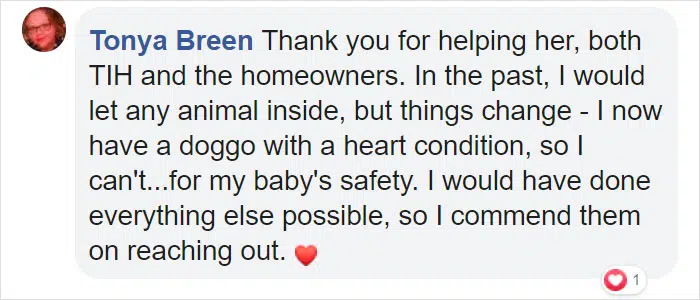 Tonya Breen Thank you for helping her, both
TIH and the homeowners. In the past, I would
let any animal inside, but things change - I now
have a doggo with a heart condition, so I
can't...for my baby's safety. I would have done
everything else possible, so I commend them
on reaching out. ♥
1